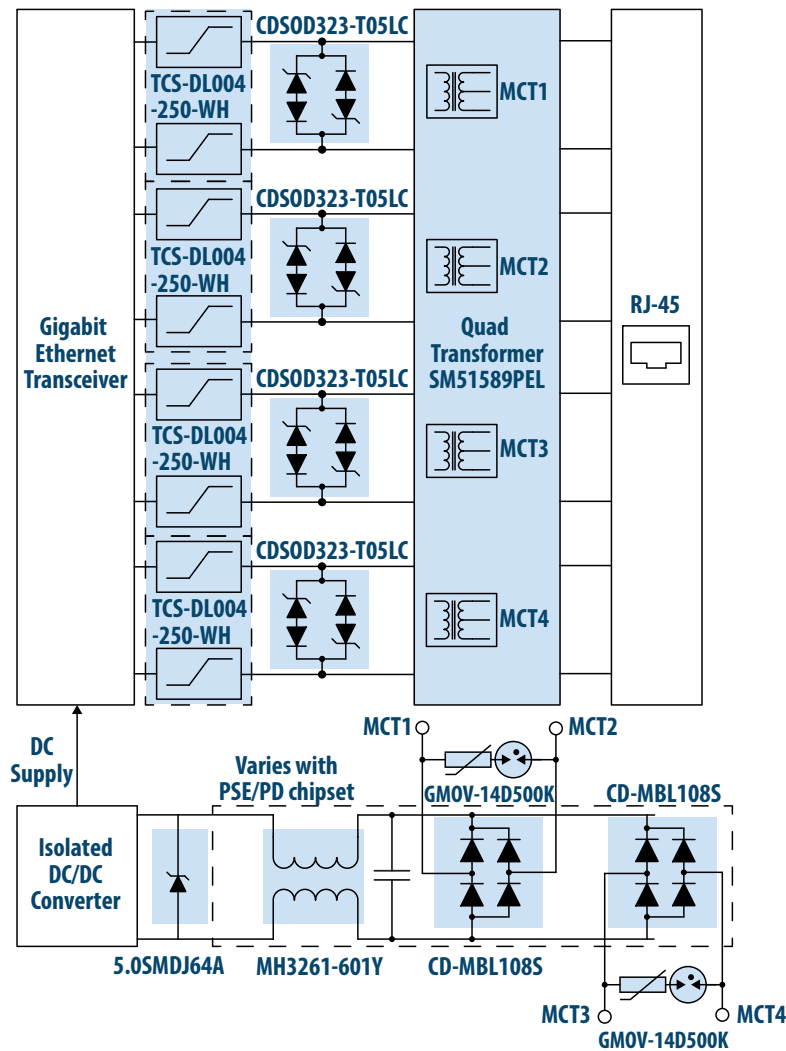 CDSOD323-T05LC
TCS-DL004
-250-WH
MCT1
CDSOD323-T05LC
TCS-DL004
-250-WH
MCT2
Gigabit
Ethernet
Transceiver
Quad
Transformer
SM51589PEL
RJ-45
CDSOD323-T05LC
TCS-DL004
-250-WH
MCT3
CDSOD323-T05LC
TCS-DL004
-250-WH
MCT4
MCT1
MCT2
DC
Supply
Varies with
PSE/PD chipset
GMOV-14D500K
CD-MBL108S
Isolated
DC/DC
Converter
5.0SMDJ64A
MH3261-601Y
CD-MBL108S
MCT3
MCT4
GMOV-14D500K